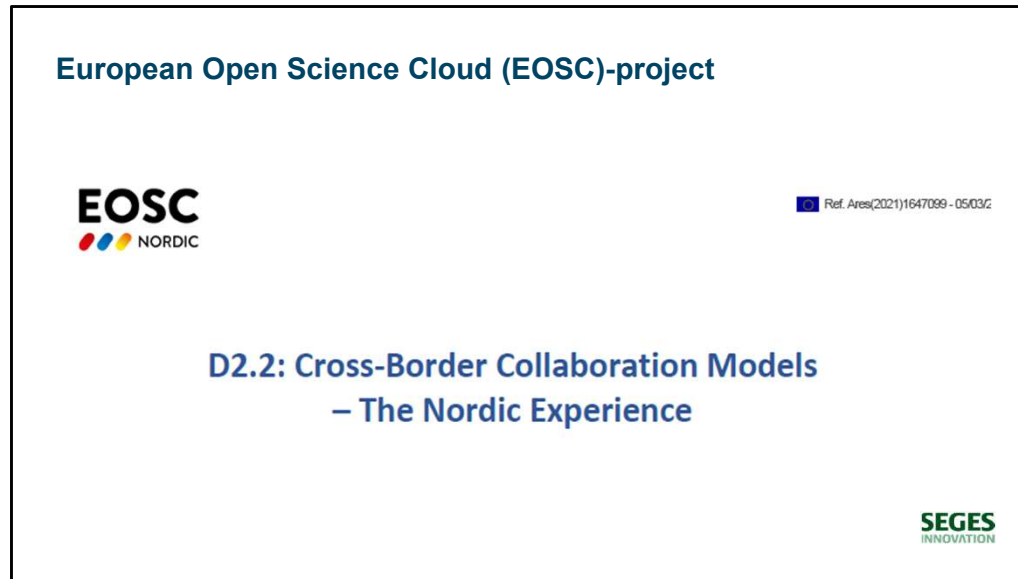 European Open Science Cloud (EOSC)-project
EOSC
NORDIC
Ref. Ares(2021)1647099 - 05/03/2
D2.2: Cross-Border Collaboration Models
– The Nordic Experience
SEGES
INNOVATION